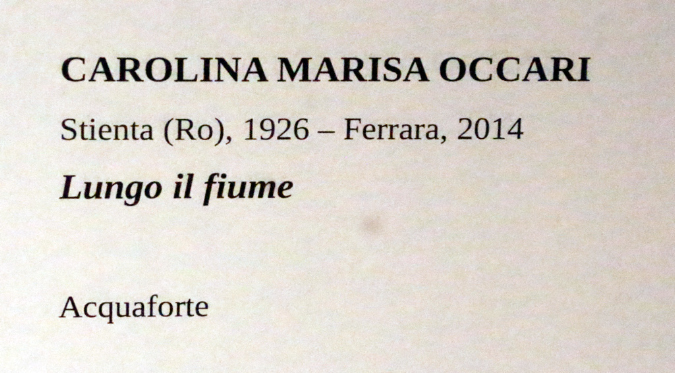 CAROLINA MARISA OCCARI
Stienta (Ro), 1926 – Ferrara, 2014
Lungo il fiume
Acquaforte